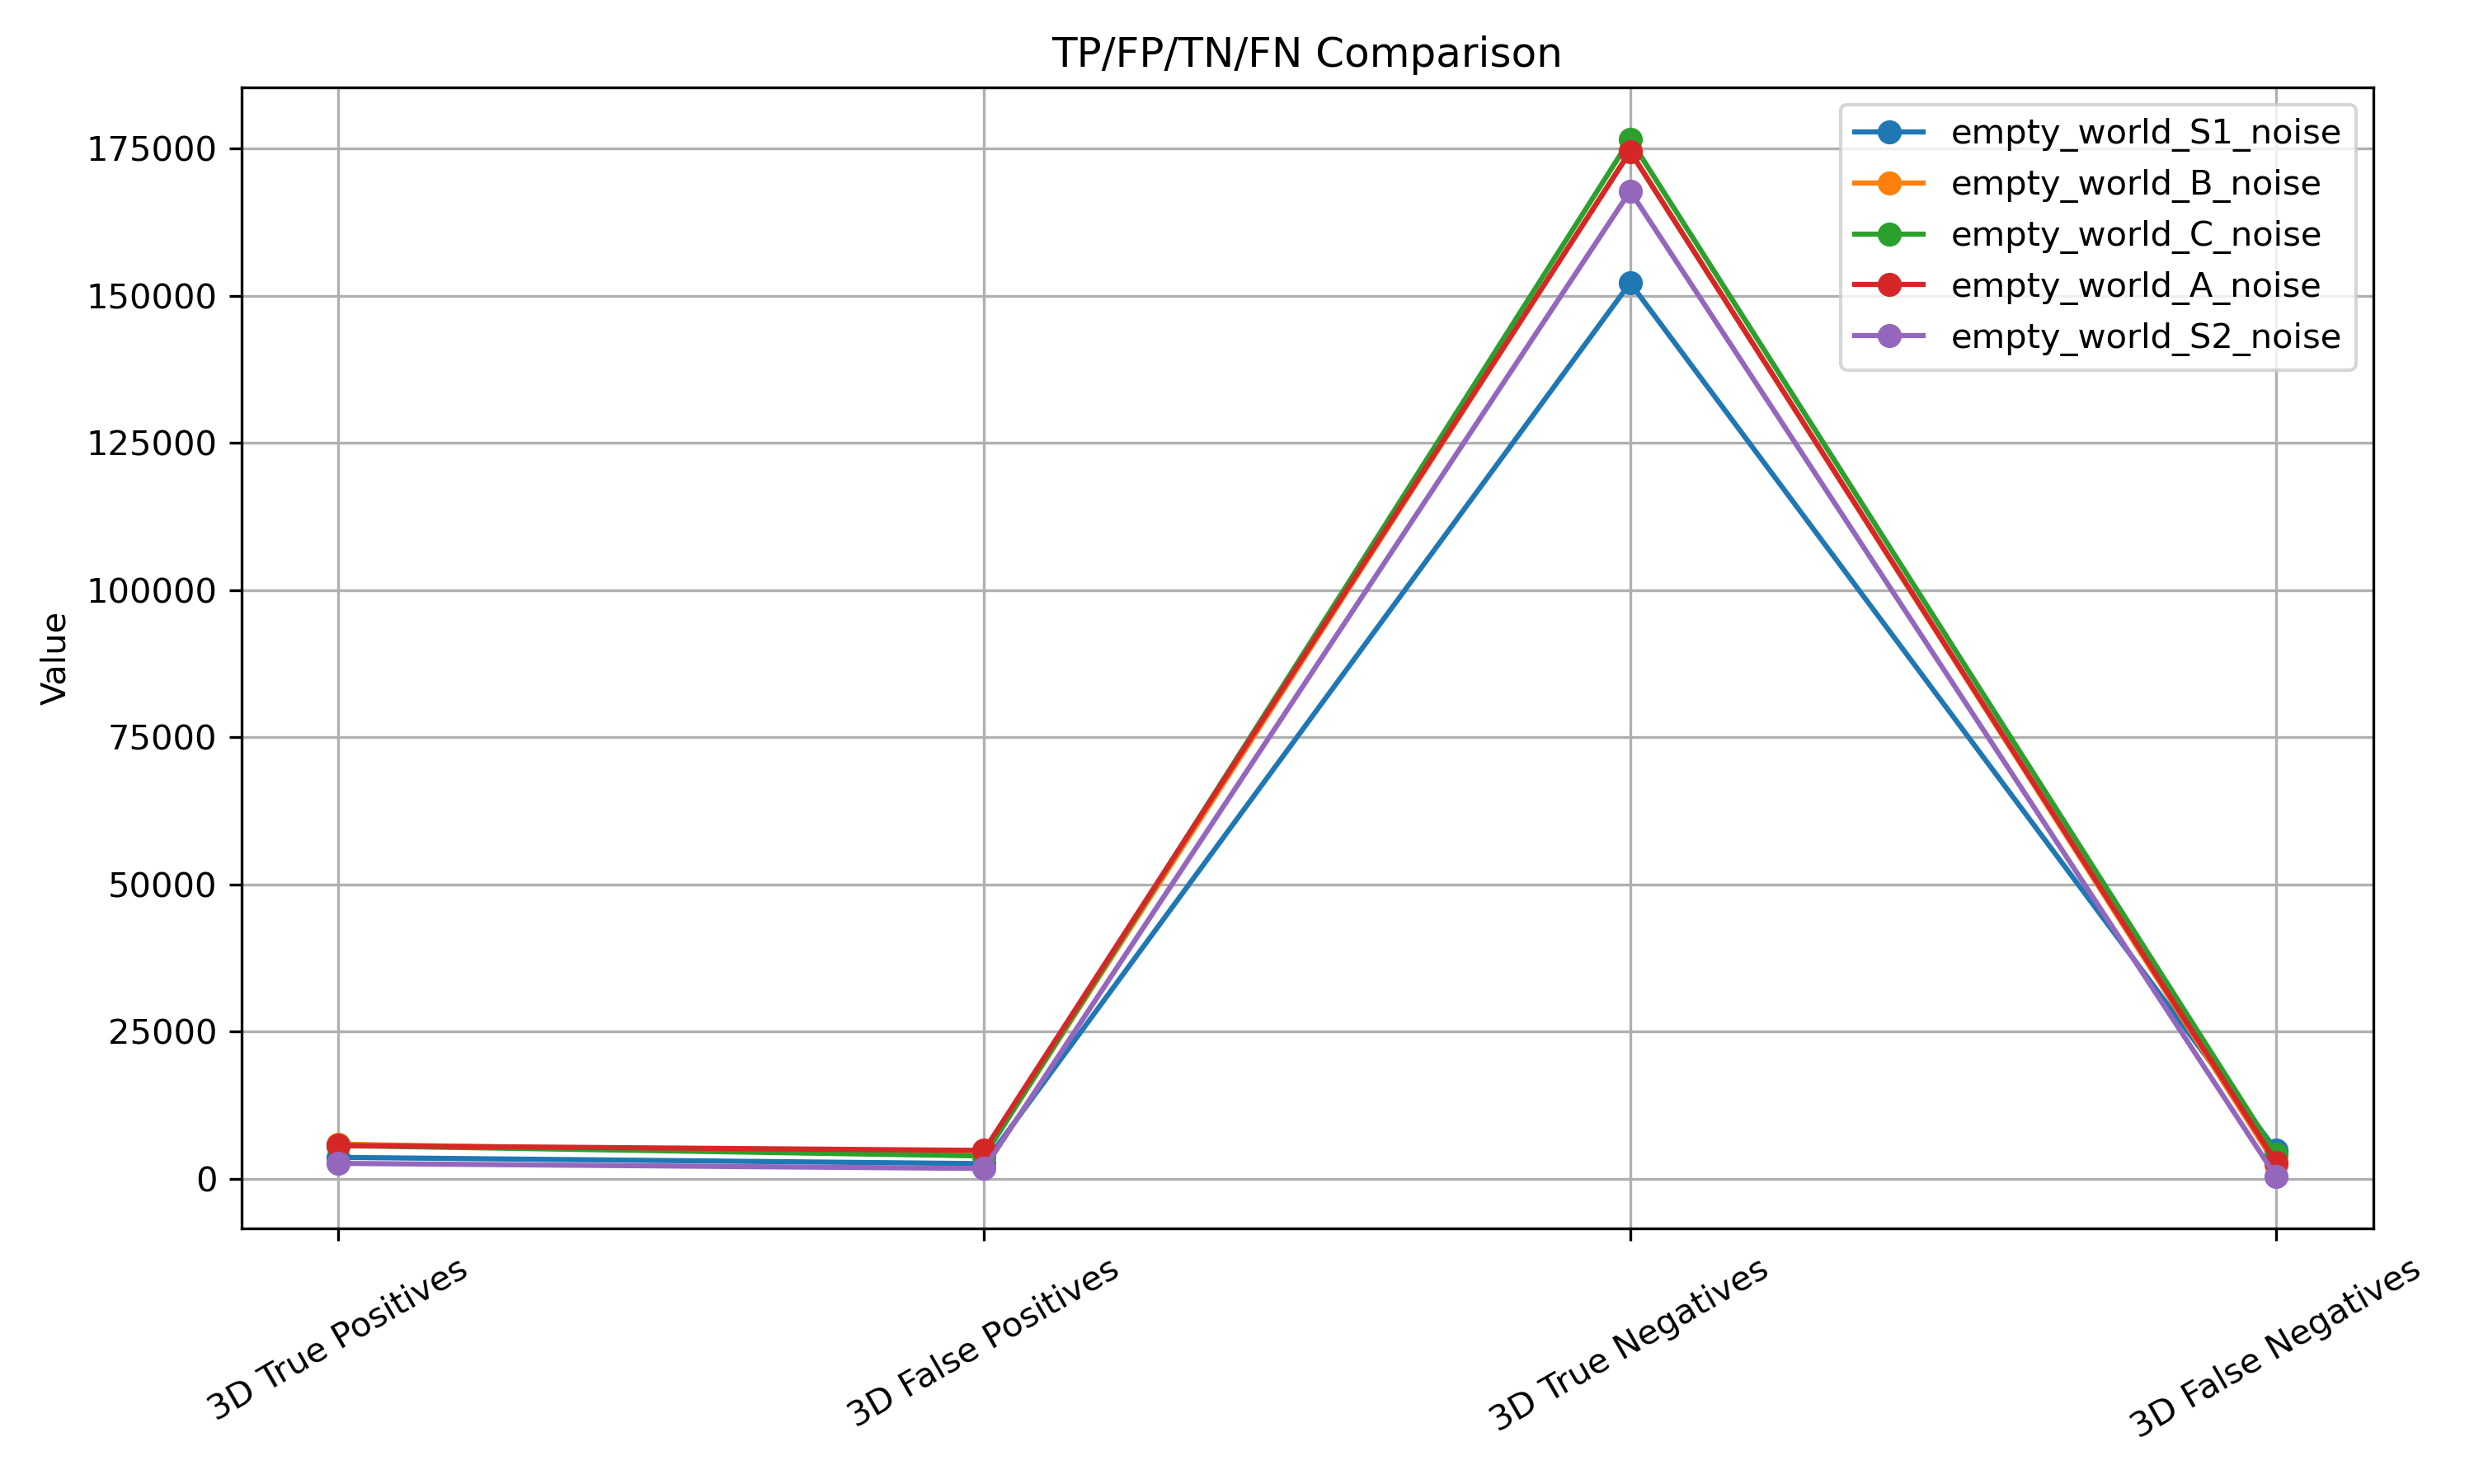 TP/FP/TN/FN Comparison
Value
175000
150000
125000
100000
75000
50000
25000
0
empty_world_S1_noise
empty_world_B_noise
empty_world_C_noise
empty_world_A_noise
empty_world_S2_noise
3D True Positives
3D False Positives
3D True Negatives
3D False Negatives